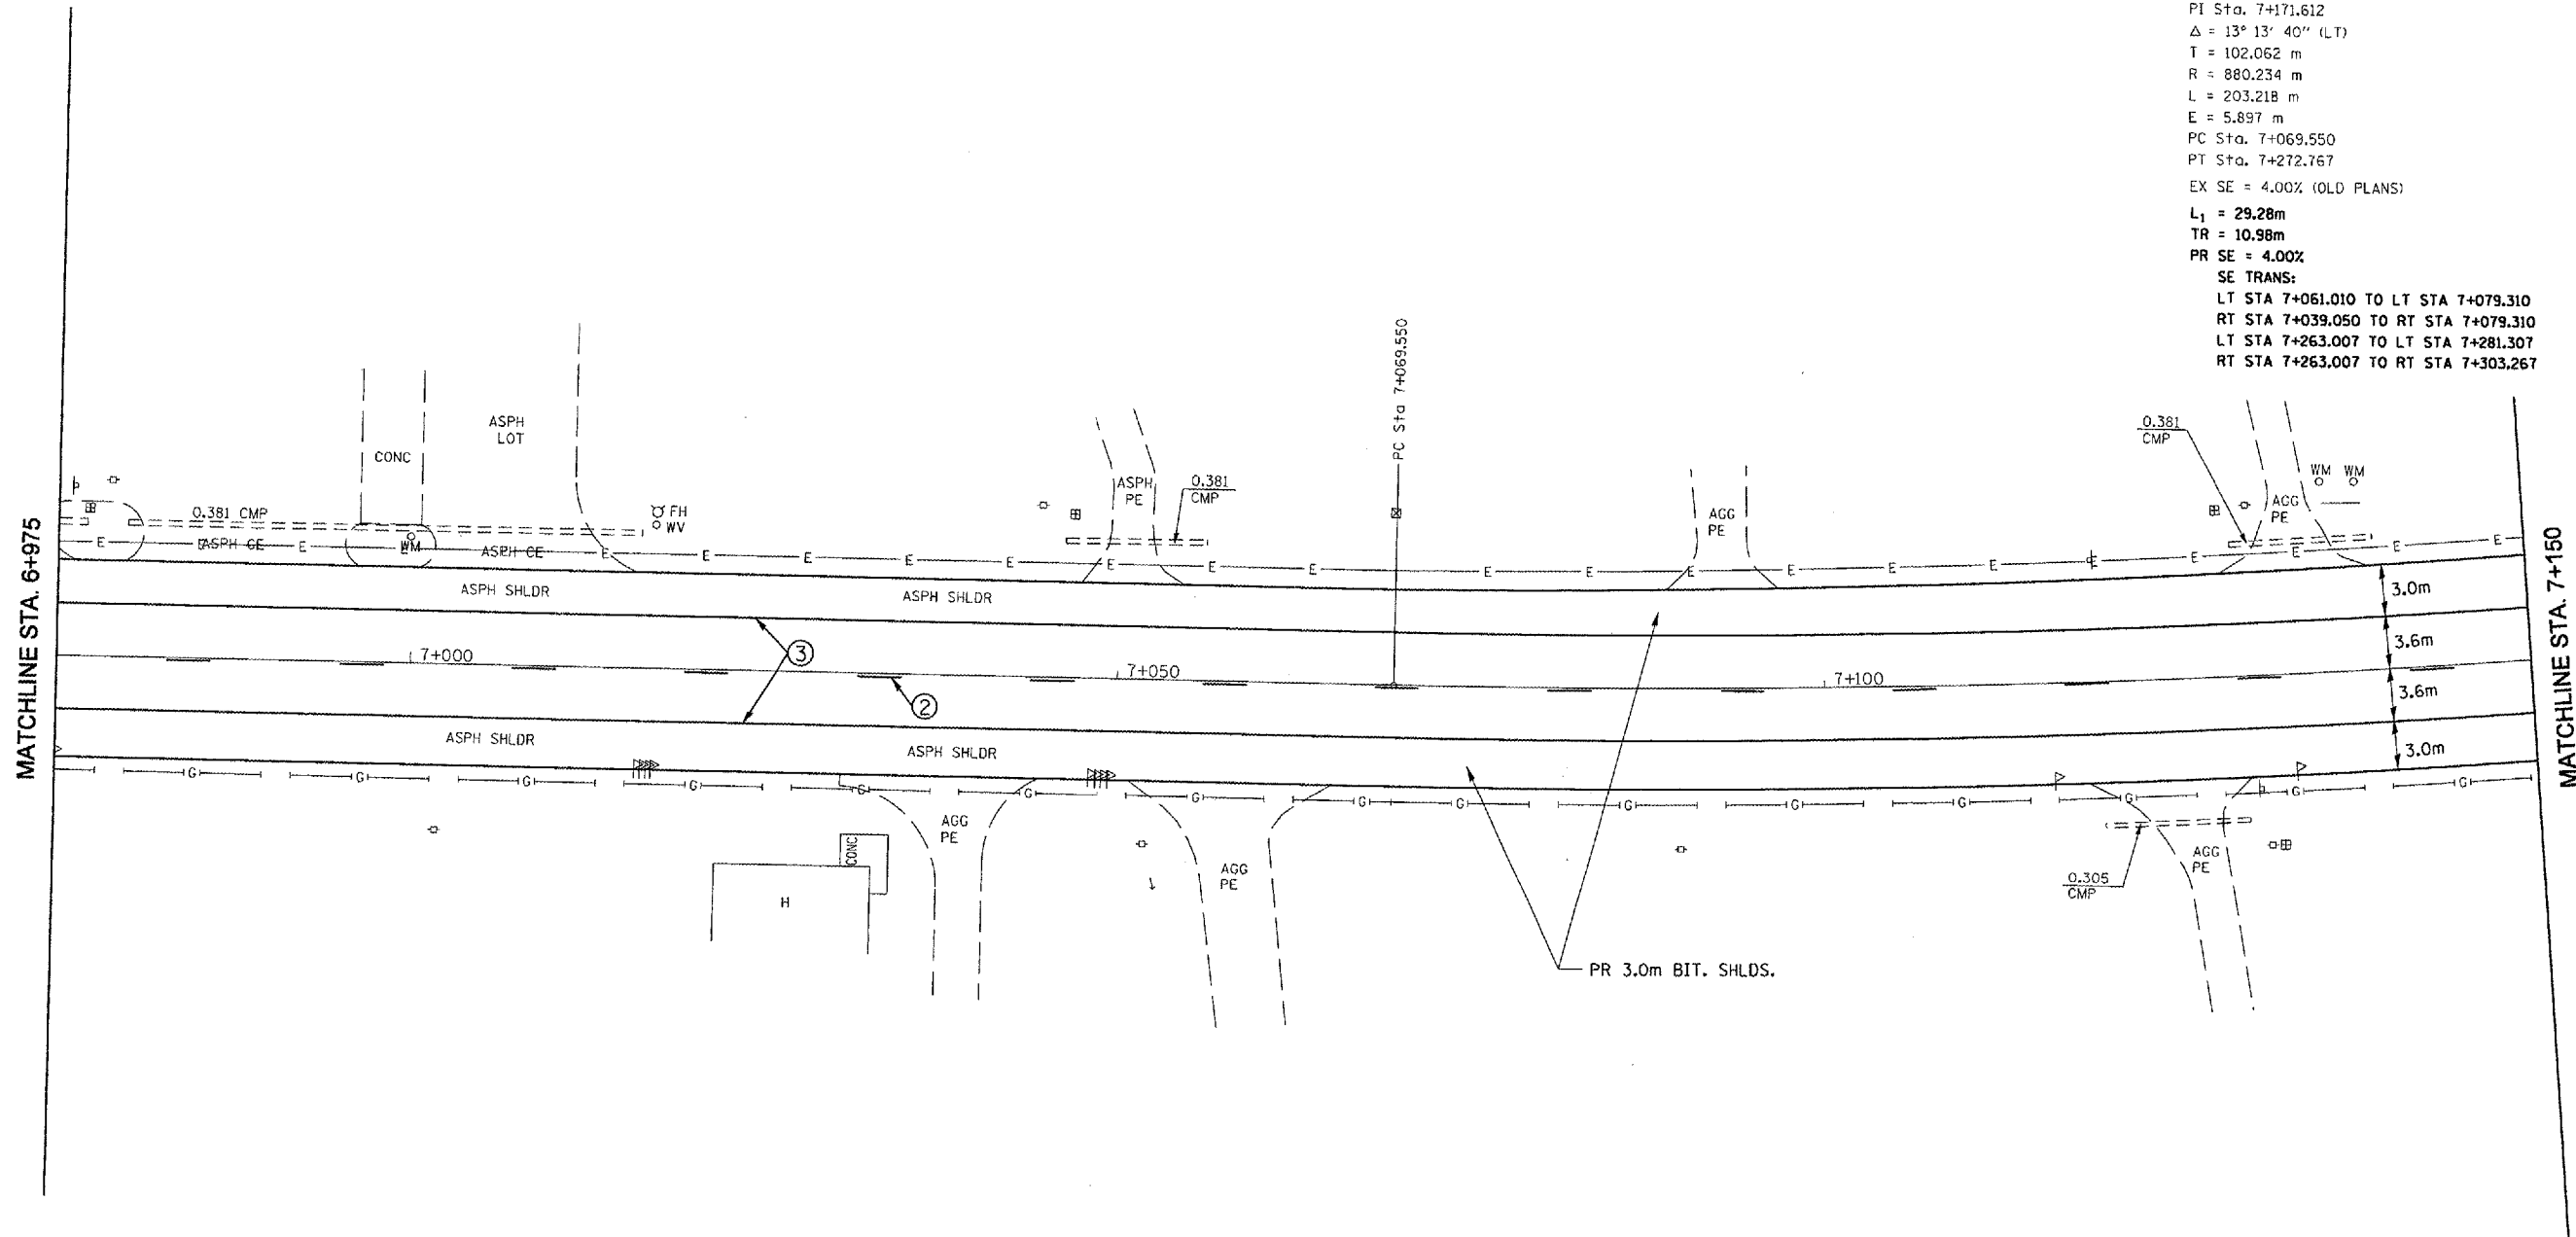 PI Sta. 7+171.612
Δ = 13° 13' 40" (LT)
T = 102.062 m
R = 880.234 m
L = 203.218 m
E = 5.897 m
PC Sta. 7+069.550
PT Sta. 7+272.767
EX SE = 4.00% (OLD PLANS)
L₁ = 29.28m
TR = 10.98m
PR SE = 4.00%
SE TRANS:
LT STA 7+061.010 TO LT STA 7+079.310
RT STA 7+039.050 TO RT STA 7+079.310
LT STA 7+263.007 TO LT STA 7+281.307
RT STA 7+263.007 TO RT STA 7+303.267
MATCHLINE STA. 6+975
MATCHLINE STA. 7+150
PC Sta 7+069.550
ASPH
LOT
CONC
0.381 CMP
FH
WV
WM
ASPH CE
ASPH CE
E E E E E E E E E E E E E E E E E E E E E E E E
ASPH
PE
0.381
CMP
AGG
PE
0.381
CMP
AGG
PE
WM WM
ASPH SHLDR
ASPH SHLDR
3.0m
3.6m
3.6m
3.0m
7+000
7+050
7+100
3
2
ASPH SHLDR
ASPH SHLDR
G G G G G G G G G G G G G G
AGG
PE
CONC
H
AGG
PE
0.305
CMP
AGG
PE
PR 3.0m BIT. SHLDS.